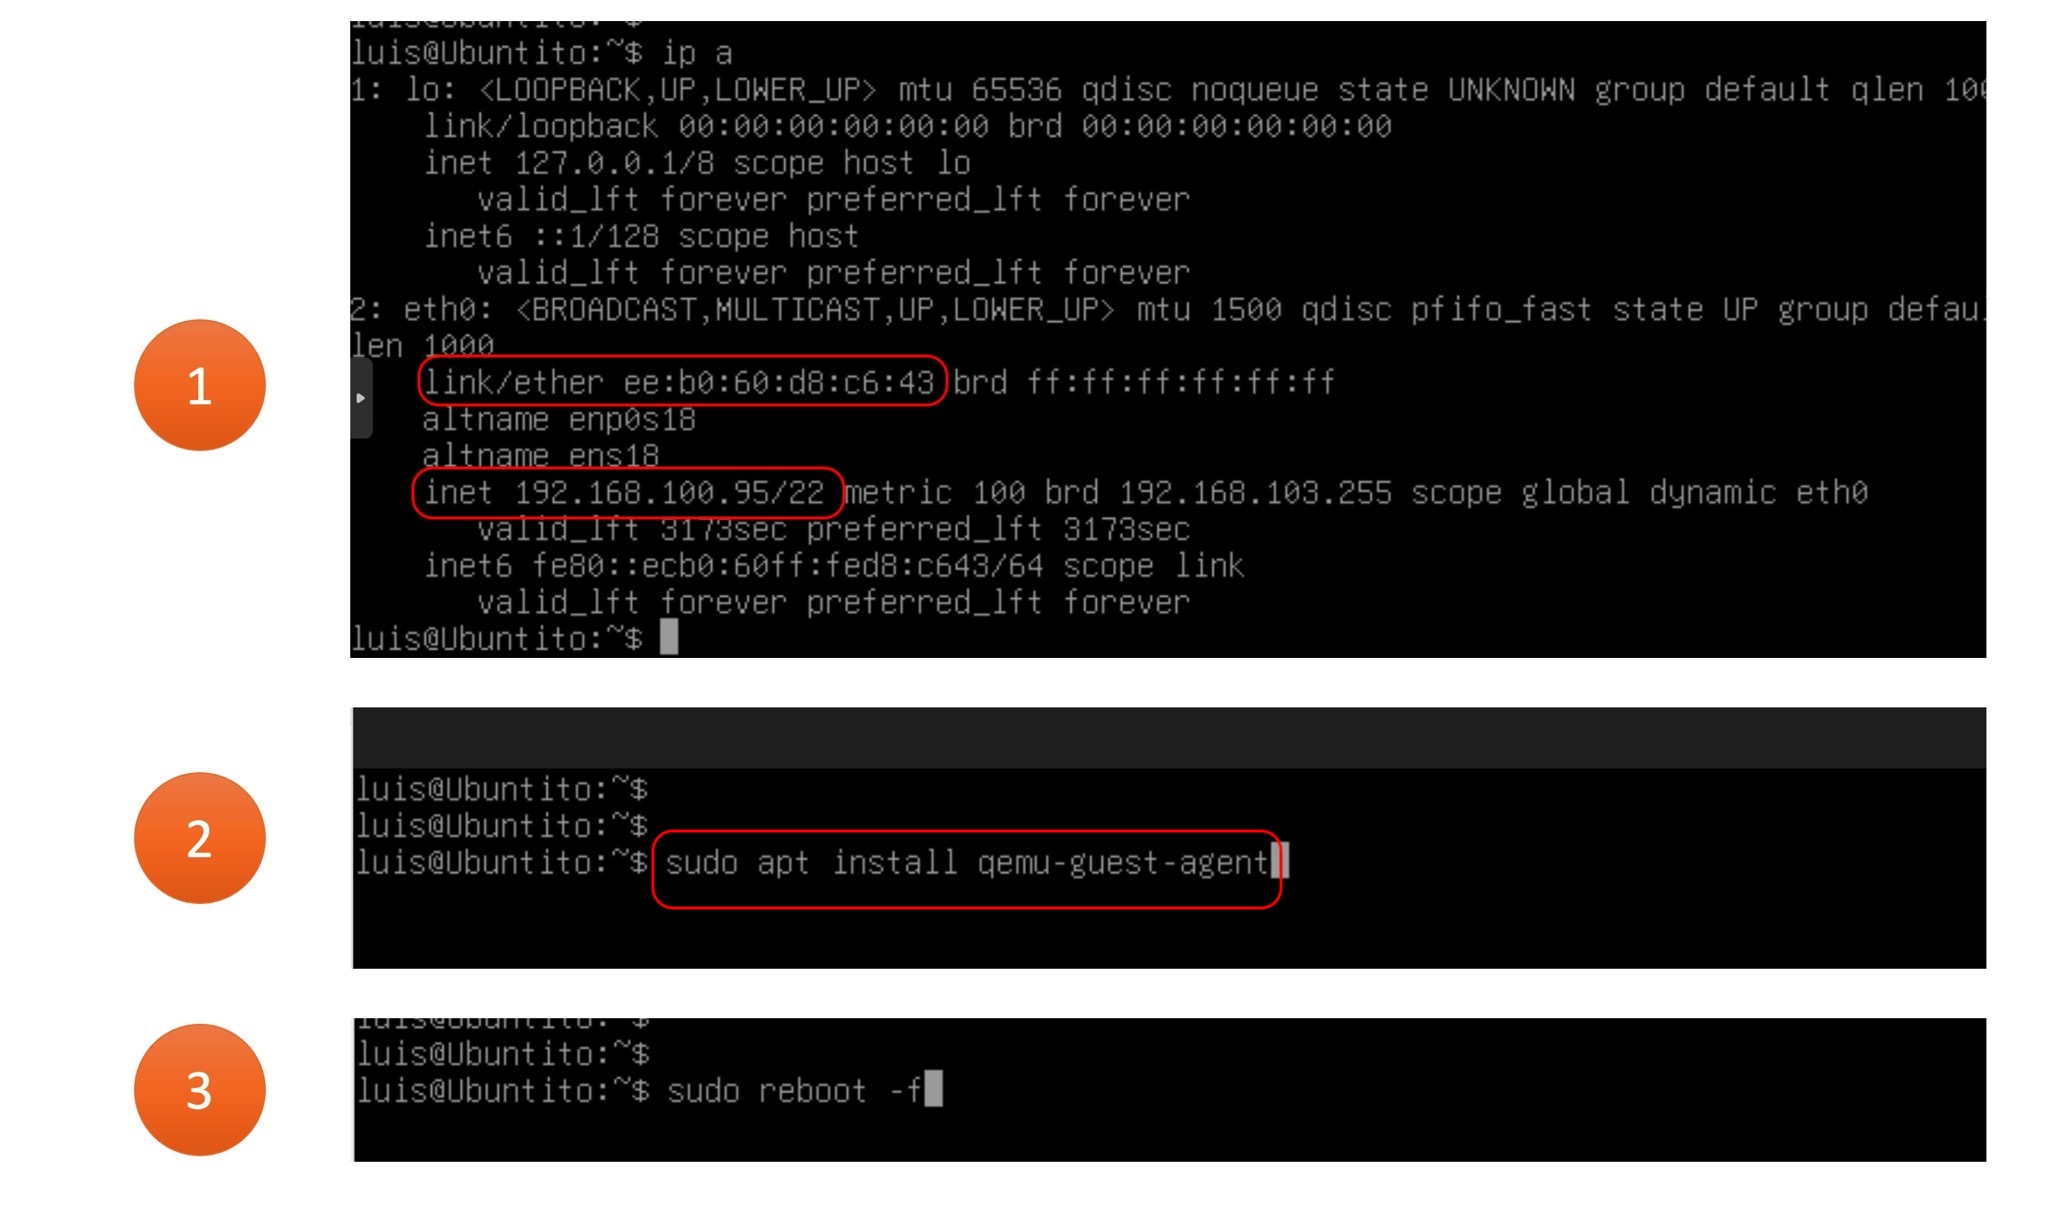 luis@Ubuntito:~$
luis@Ubuntito:~$ ip a
1: lo: <LOOPBACK,UP,LOWER_UP> mtu 65536 qdisc noqueue state UNKNOWN group default qlen 100
link/loopback 00:00:00:00:00:00 brd 00:00:00:00:00:00
inet 127.0.0.1/8 scope host lo
valid_lft forever preferred_lft forever
inet6 ::1/128 scope host
valid_lft forever preferred_lft forever
2: eth0: <BROADCAST,MULTICAST,UP,LOWER_UP> mtu 1500 qdisc pfifo_fast state UP group defau
len 1000
1
link/ether ee:b0:60:d8:c6:43 brd ff:ff:ff:ff:ff:ff
altname enp0s18
altname ens18
inet 192.168.100.95/22 metric 100 brd 192.168.103.255 scope global dynamic eth0
valid_lft 3173sec preferred_lft 3173sec
inet6 fe80::ecb0:60ff:fed8:c643/64 scope link
valid_lft forever preferred_lft forever
luis@Ubuntito:~$
2
luis@Ubuntito:~$
luis@Ubuntito:~$
luis@Ubuntito:~$ sudo apt install qemu-guest-agent
3
luis@Ubuntito:~$
luis@Ubuntito:~$
luis@Ubuntito:~$ sudo reboot -f